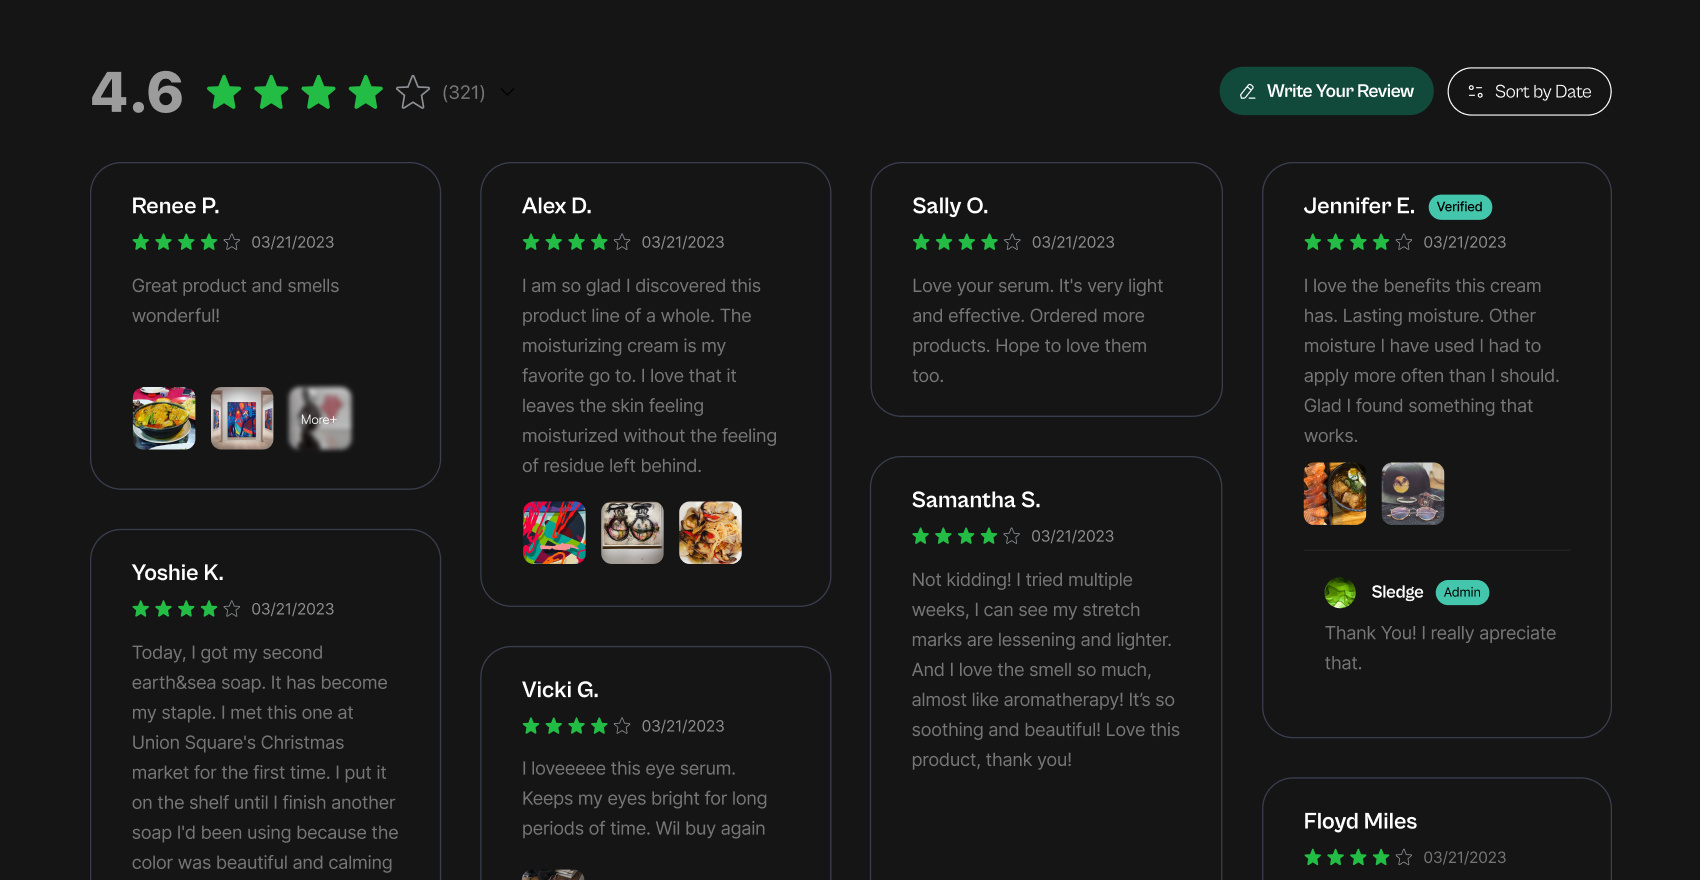 4.6 (321)
Write Your Review
Sort by Date
Renee P.
03/21/2023
Great product and smells
wonderful!
More+
Yoshie K.
03/21/2023
Today, I got my second
earth&sea soap. It has become
my staple. I met this one at
Union Square's Christmas
market for the first time. I put it
on the shelf until I finish another
soap I'd been using because the
color was beautiful and calming
Alex D.
03/21/2023
I am so glad I discovered this
product line of a whole. The
moisturizing cream is my
favorite go to. I love that it
leaves the skin feeling
moisturized without the feeling
of residue left behind.
Vicki G.
03/21/2023
I loveeeee this eye serum.
Keeps my eyes bright for long
periods of time. Wil buy again
Sally O.
03/21/2023
Love your serum. It's very light
and effective. Ordered more
products. Hope to love them
too.
Samantha S.
03/21/2023
Not kidding! I tried multiple
weeks, I can see my stretch
marks are lessening and lighter.
And I love the smell so much,
almost like aromatherapy! It’s so
soothing and beautiful! Love this
product, thank you!
Jennifer E. Verified
03/21/2023
I love the benefits this cream
has. Lasting moisture. Other
moisture I have used I had to
apply more often than I should.
Glad I found something that
works.
Sledge Admin
Thank You! I really apreciate
that.
Floyd Miles
03/21/2023